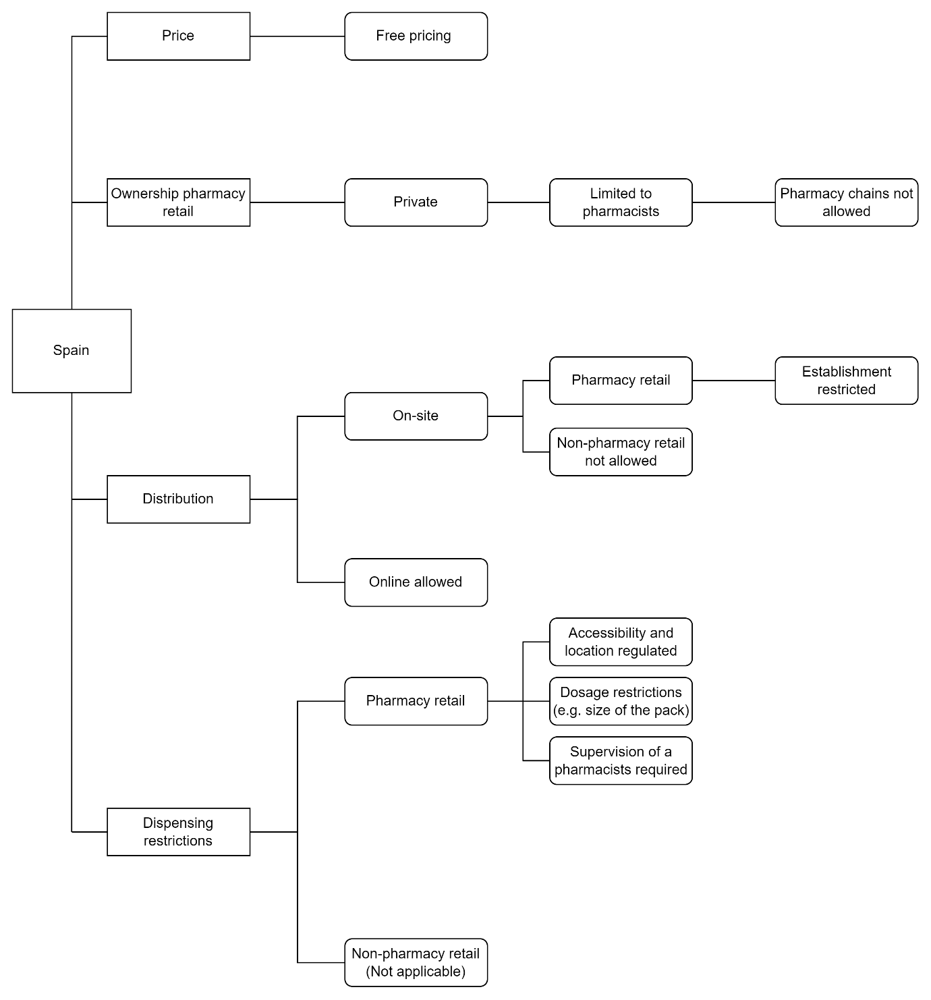 Price
Free pricing
Ownership pharmacy
retail
Private
Limited to
pharmacists
Pharmacy chains not
allowed
Spain
Distribution
On-site
Pharmacy retail
Establishment
restricted
Non-pharmacy retail
not allowed
Online allowed
Dispensing
restrictions
Pharmacy retail
Accessibility and
location regulated
Dosage restrictions
(e.g. size of the pack)
Supervision of a
pharmacists required
Non-pharmacy retail
(Not applicable)